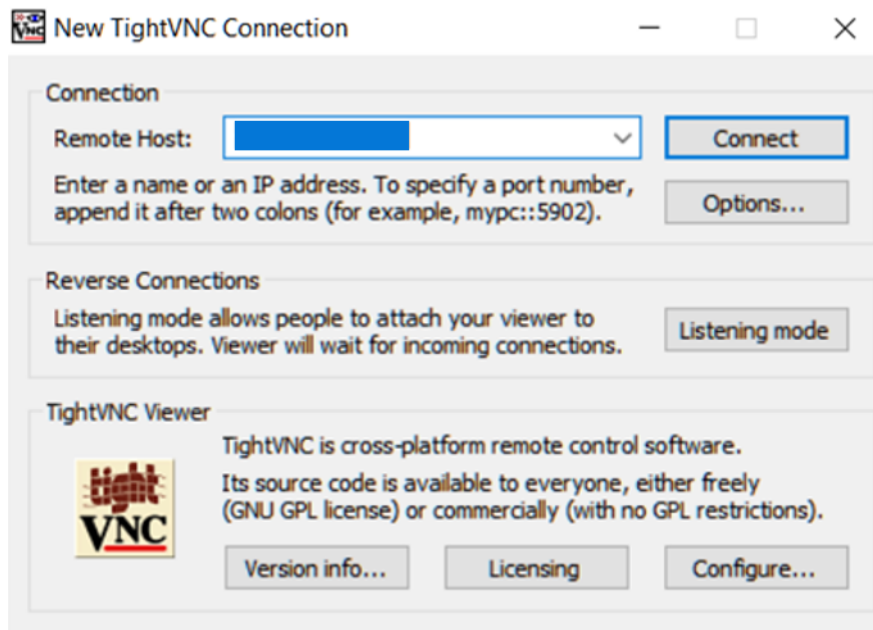 New TightVNC Connection
Connection
Remote Host:
Connect
Enter a name or an IP address. To specify a port number,
append it after two colons (for example, mypc::5902).
Options...
Reverse Connections
Listening mode allows people to attach your viewer to
their desktops. Viewer will wait for incoming connections.
Listening mode
TightVNC Viewer
tight
VNC
TightVNC is cross-platform remote control software.
Its source code is available to everyone, either freely
(GNU GPL license) or commercially (with no GPL restrictions).
Version info...
Licensing
Configure...